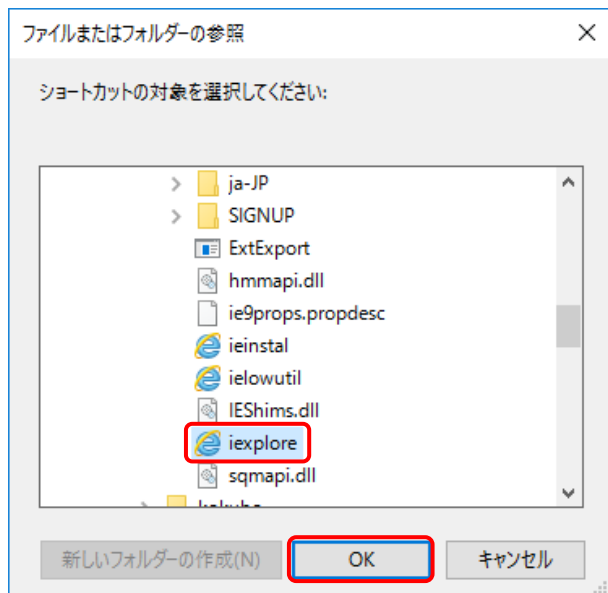 ファイルまたはフォルダーの参照
ショートカットの対象を選択してください:
ja-JP
SIGNUP
ExtExport
hmmapi.dll
ie9props.propdesc
ieinstal
ielowutil
IEShims.dll
iexplore
sqmapi.dll
新しいフォルダーの作成(N)
OK
キャンセル